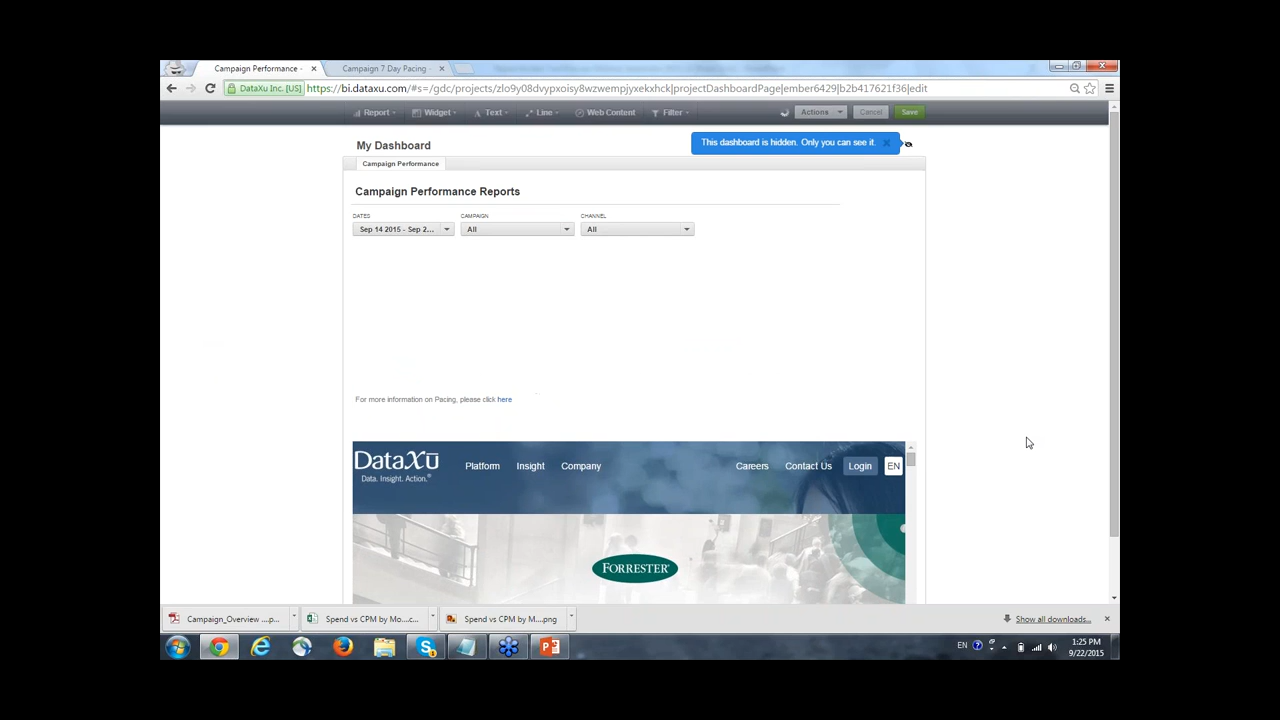 Campaign Performance -
Campaign 7 Day Pacing -
DataXu Inc. [US]
https://bi.dataxu.com/#s=/gdc/projects/zlo9y08dvypxoisy8wzwempjyxekxhck|projectDashboardPage|ember6429|b2b417621f36|edit
Report
Widget
Text
Line
Web Content
Filter
Actions
Cancel
Save
My Dashboard
This dashboard is hidden. Only you can see it.
Campaign Performance
Campaign Performance Reports
DATES
CAMPAIGN
CHANNEL
Sep 14 2015 - Sep 2...
All
All
For more information on Pacing, please click here
DataXu
Data. Insight. Action.®
Platform
Insight
Company
Careers
Contact Us
Login
EN
FORRESTER®
Campaign_Overview ....p...
Spend vs CPM by Mo....c...
Spend vs CPM by M....png
Show all downloads...
EN
1:25 PM
9/22/2015